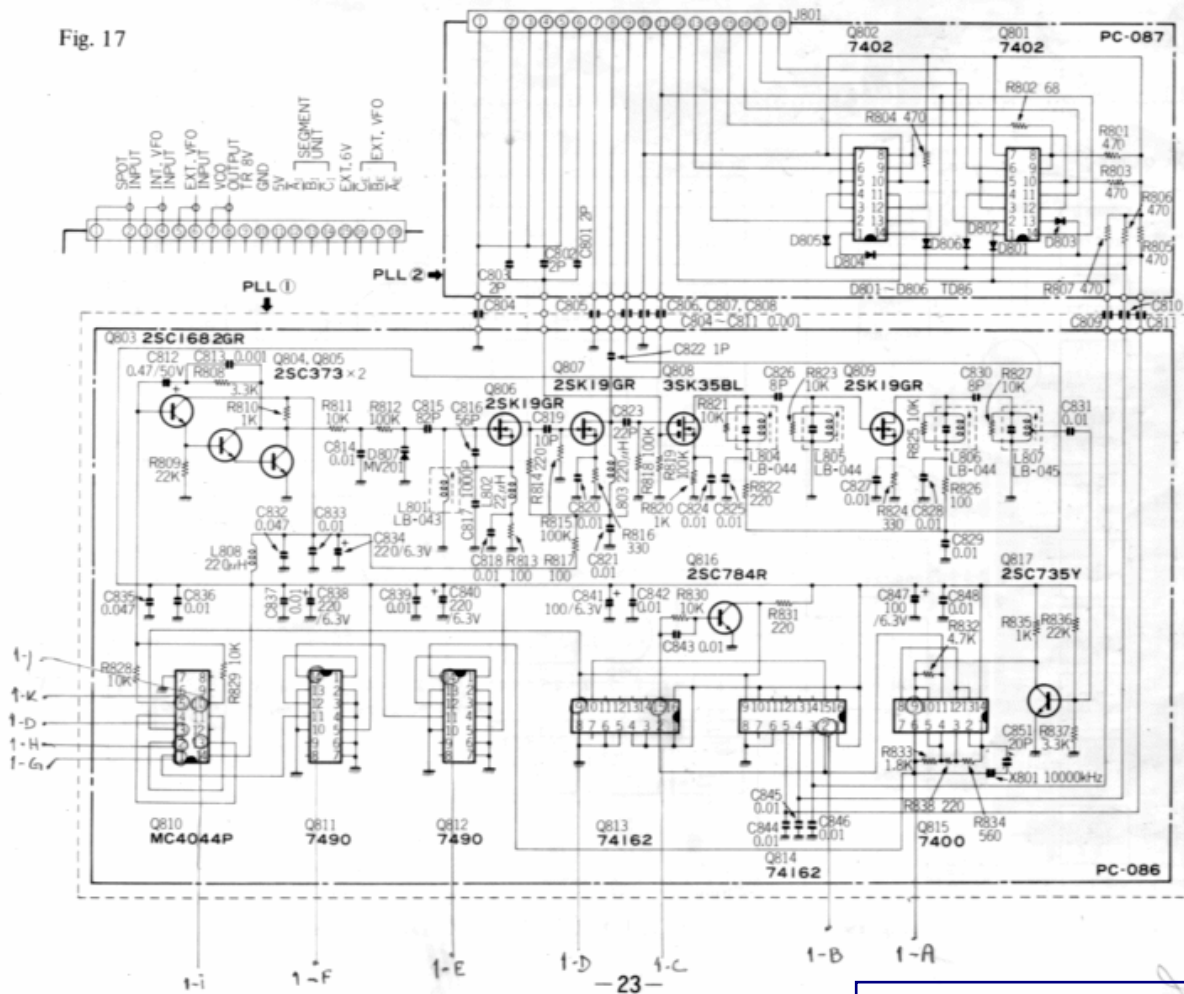 Fig. 17
J801
Q802
7402
Q801
7402
PC-087
R802 68
R804 470
R801
470
R803
470
R806
470
R805
470
R807 470
D805
D804
D806
D802
D801
D803
D801~D806 TD86
SPOT
INPUT
INT. VFO
INPUT
EXT. VFO
INPUT
VCO
OUTPUT
TR 8V
GND
5V
SEGMENT
UNIT
EXT. 6V
EXT. VFO
PLL ①
PLL ②
C803
2P
C802
2P
C801 2P
C804
C805
C806, C807, C808
C804~C811 0.001
C809
C810
C811
Q803 2SC1682GR
C812
0.47/50V
C813 0.001
R808
3.3K
Q804, Q805
2SC373×2
R810
1K
R811
10K
R812
100K
C814
0.01
D807
MV201
C815
82P
C816
56P
R809
22K
L801
LB-043
C817
1000P
L802
22μH
C818
0.01
R813
100
Q806
2SK19GR
C819
10P
R814 220
R815
100K
R817
100
Q807
2SK19GR
C820
0.01
C821
0.01
R816
330
L803 220μH
C822 1P
C823
22P
R818 100K
R819
100K
Q808
3SK35BL
R820
1K
C824
0.01
C825
0.01
R821
10K
R822
220
L804
LB-044
C826
8P
R823
10K
L805
LB-044
C827
0.01
Q809
2SK19GR
R824
330
R825 10K
C828
0.01
L806
LB-044
R826
100
C829
0.01
C830
8P
R827
10K
L807
LB-045
C831
0.01
C832
0.047
C833
0.01
C834
220/6.3V
L808
220μH
C835
0.047
C836
0.01
C837
0.01
C838
220
/6.3V
C839
0.01
C840
220
/6.3V
C841
100/6.3V
C842
0.01
R830
10K
C843 0.01
Q816
2SC784R
R831
220
C847
100
/6.3V
C848
0.01
R832
4.7K
Q817
2SC735Y
R835
1K
R836
22K
R837
3.3K
C851
20P
R833
1.8K
X801 10000kHz
R838 220
R834
560
C845
0.01
C844
0.01
C846
0.01
R828
10K
R829
10K
1-J
1-K
1-D
1-H
1-G
Q810
MC4044P
Q811
7490
Q812
7490
Q813
74162
Q814
74162
Q815
7400
PC-086
1-i
1-F
1-E
1-D
1-C
1-B
1-A
—23—